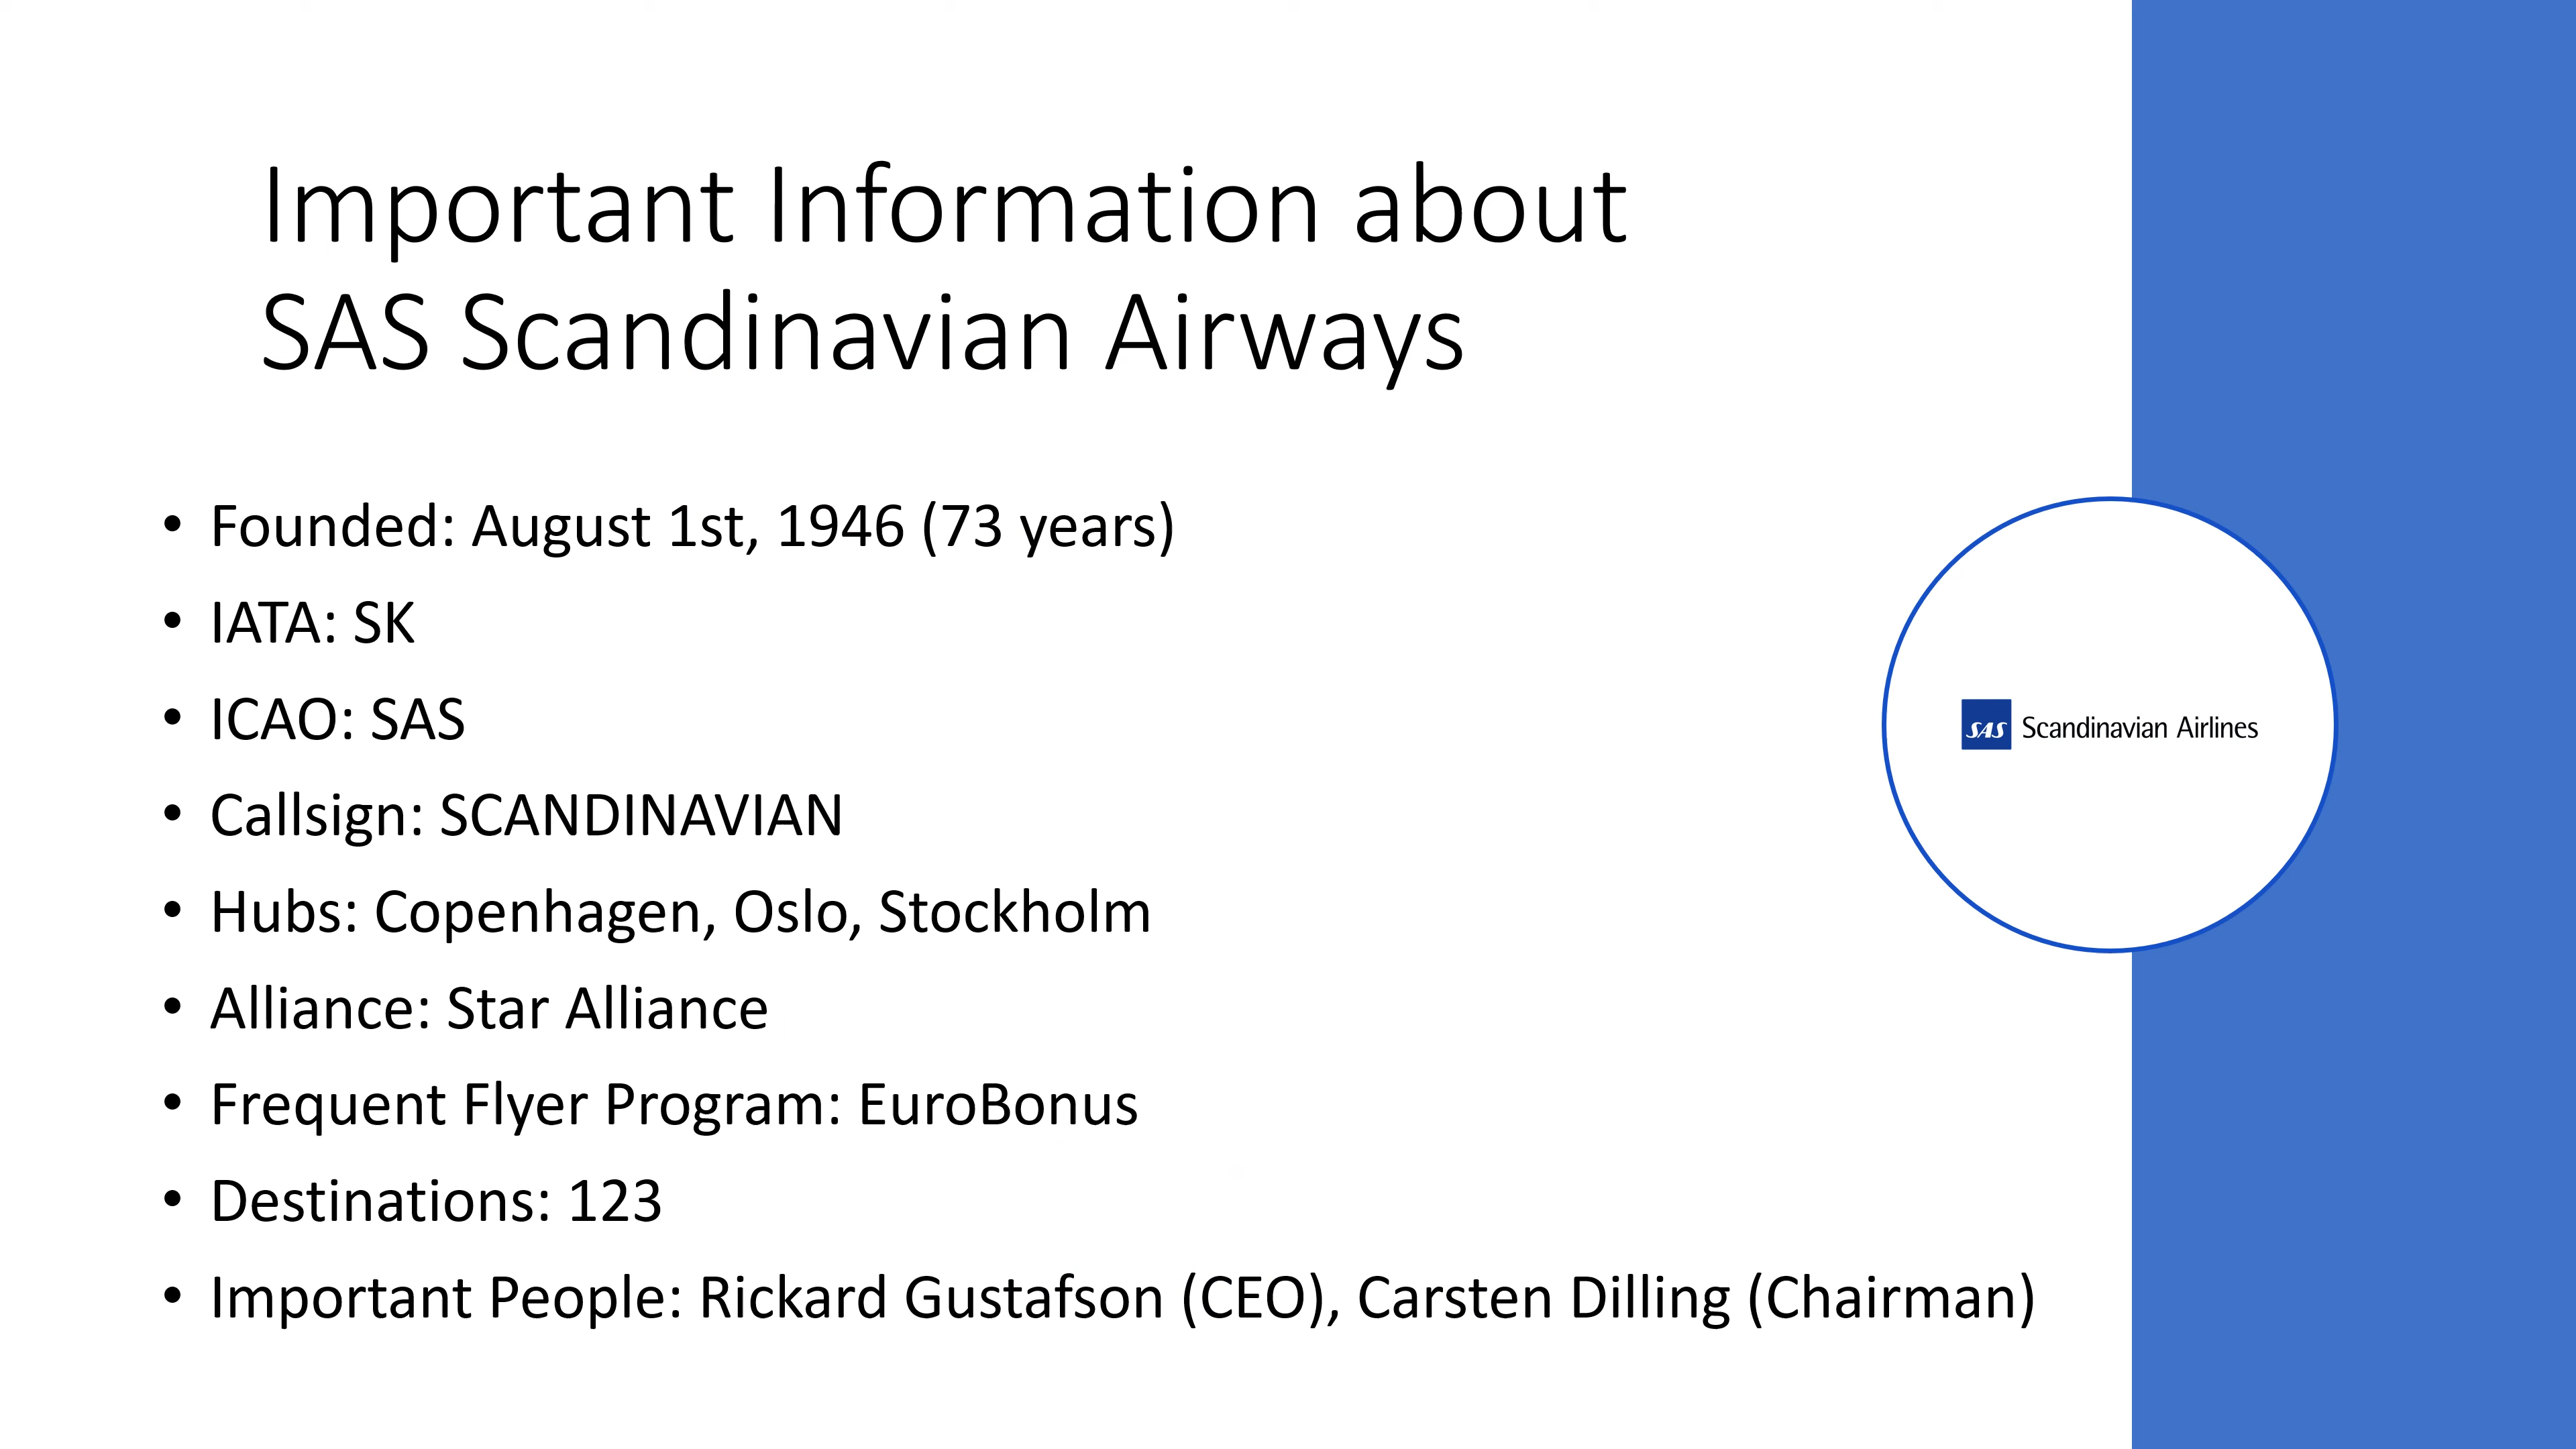 Important Information about
SAS Scandinavian Airways
• Founded: August 1st, 1946 (73 years)
• IATA: SK
• ICAO: SAS
• Callsign: SCANDINAVIAN
• Hubs: Copenhagen, Oslo, Stockholm
• Alliance: Star Alliance
• Frequent Flyer Program: EuroBonus
• Destinations: 123
• Important People: Rickard Gustafson (CEO), Carsten Dilling (Chairman)
SAS Scandinavian Airlines